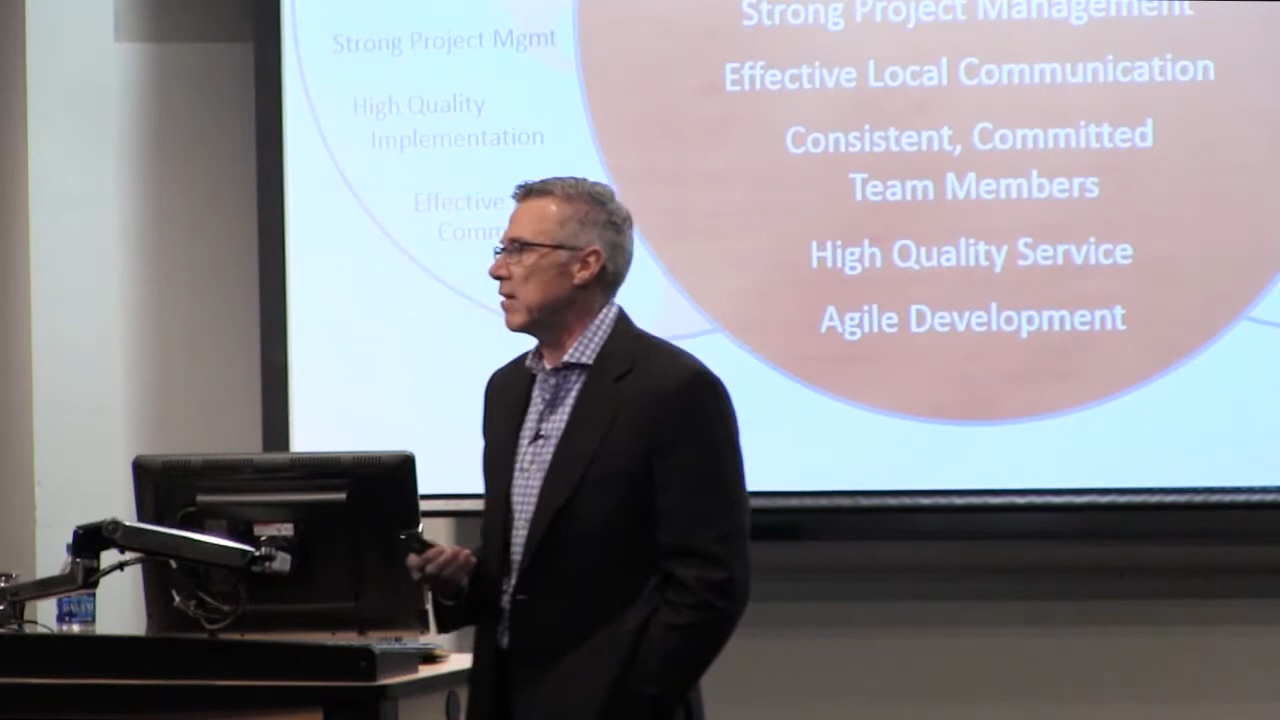 Strong Project Mgmt
High Quality
Implementation
Effective
Comm
Strong Project Management
Effective Local Communication
Consistent, Committed
Team Members
High Quality Service
Agile Development